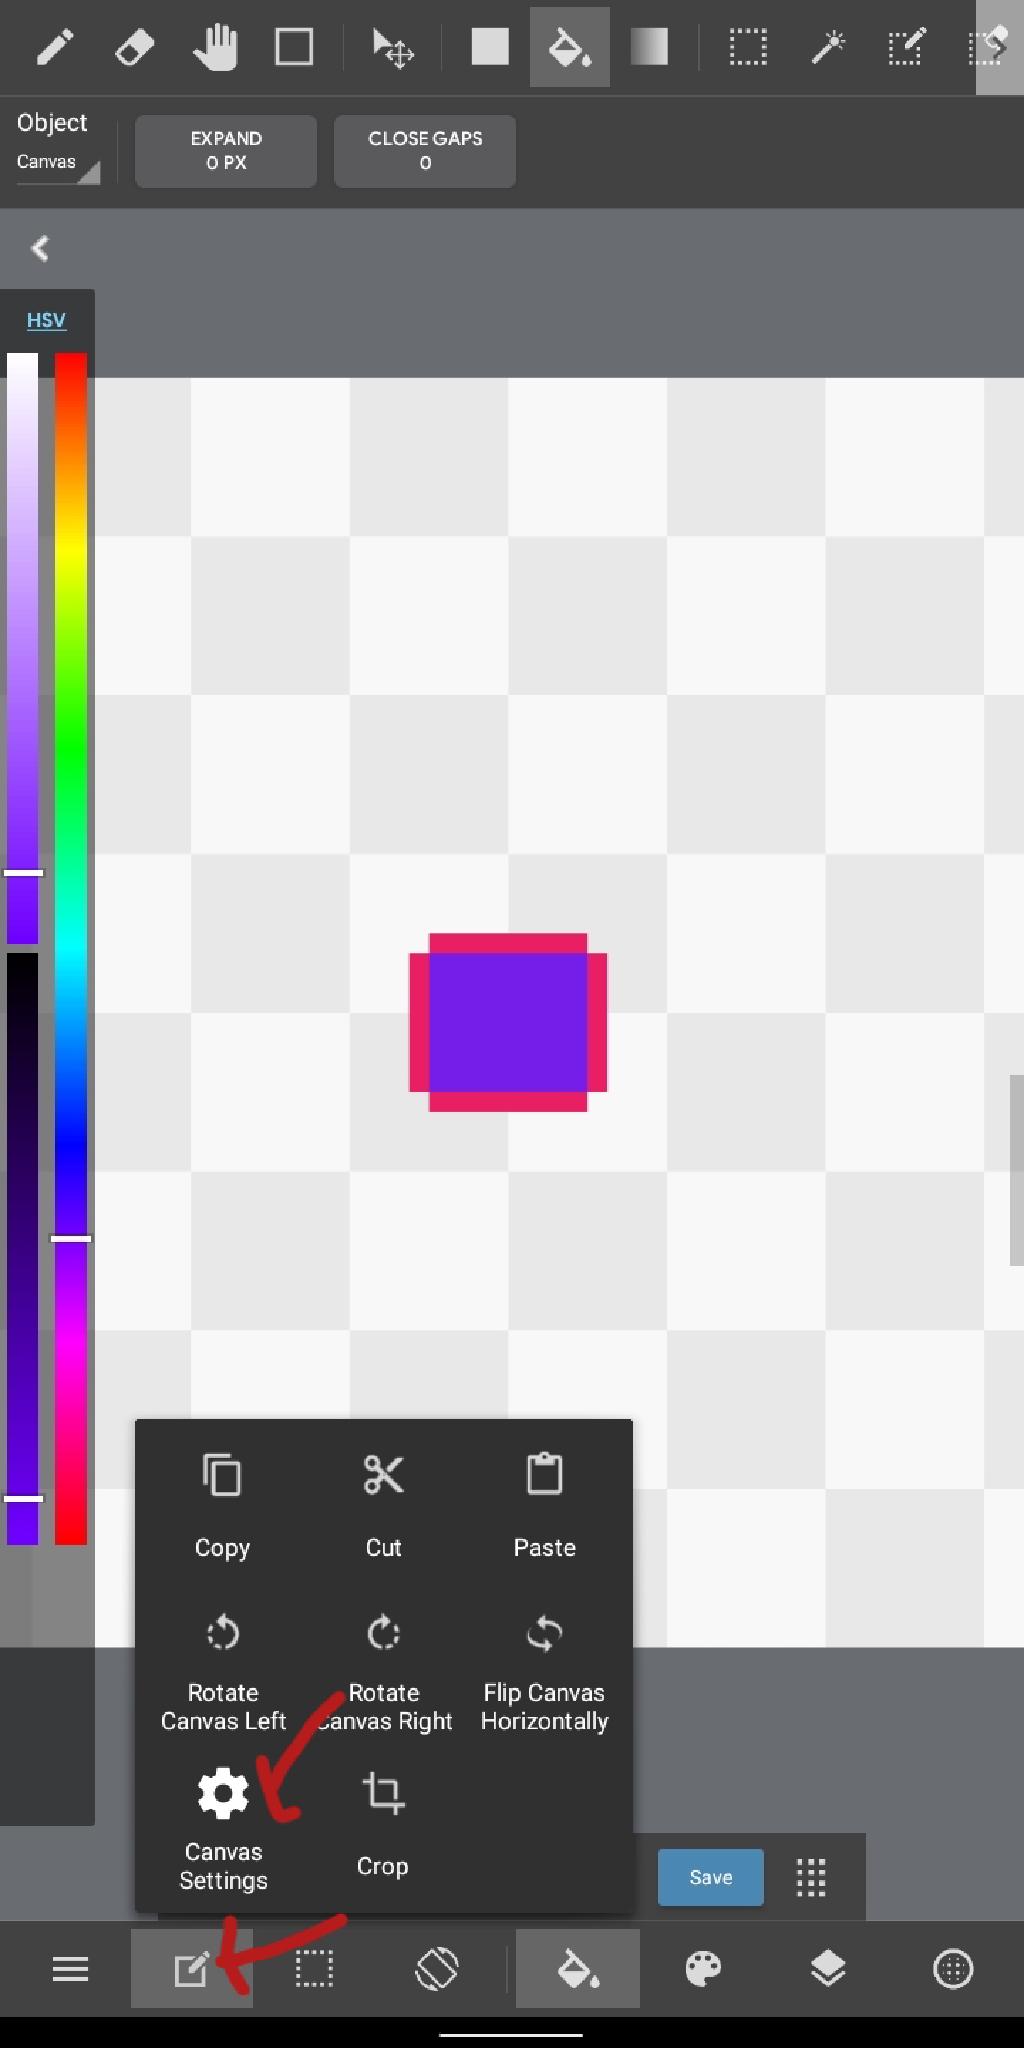 Object
Canvas
EXPAND
0 PX
CLOSE GAPS
0
HSV
Copy
Cut
Paste
Rotate
Canvas Left
Rotate
Canvas Right
Flip Canvas
Horizontally
Canvas
Settings
Crop
Save